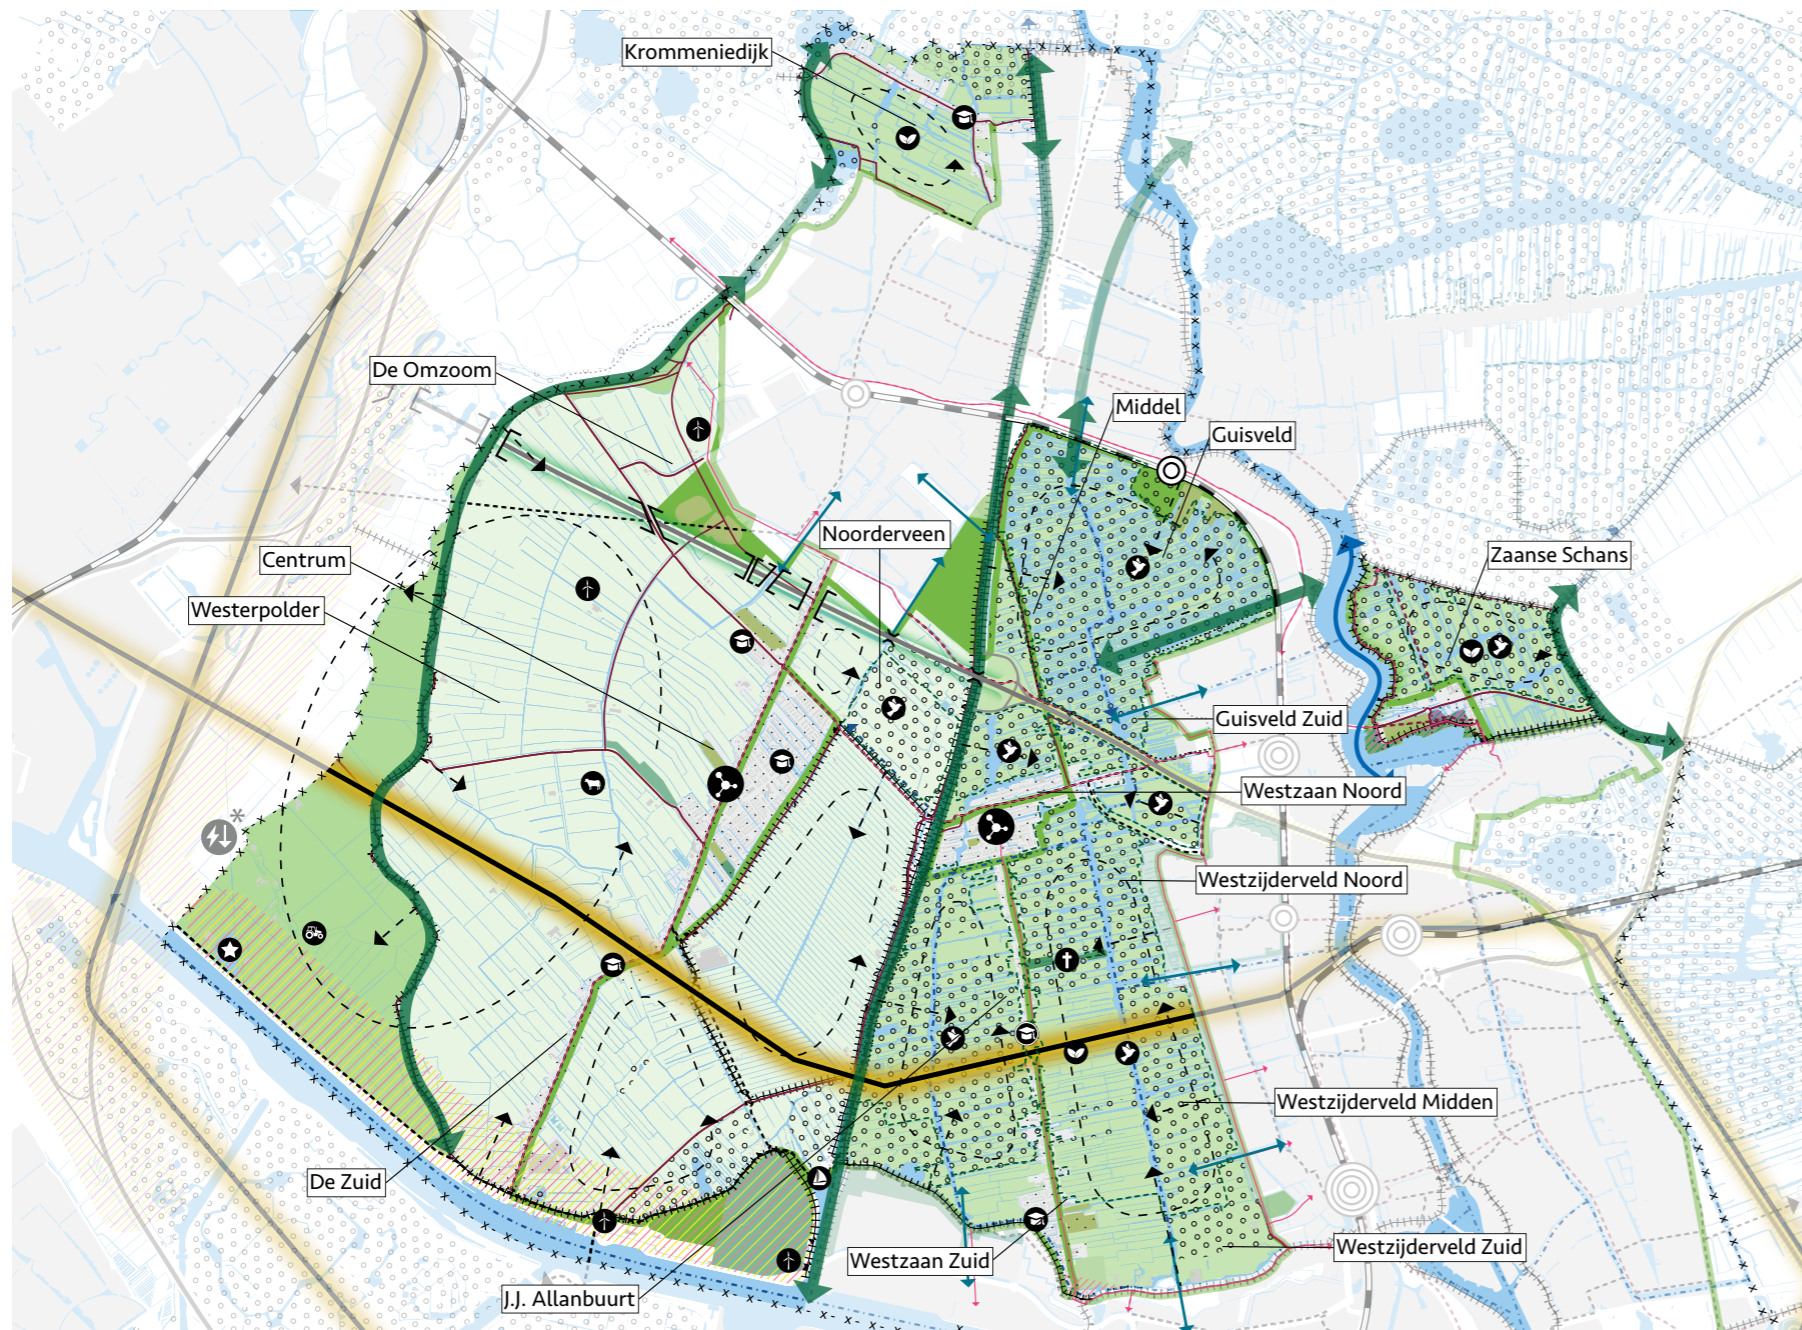 Krommeniedijk
De Omzoom
Middel
Guisveld
Noorderveen
Zaanse Schans
Centrum
Westerpolder
Guisveld Zuid
Westzaan Noord
Westzijderveld Noord
Westzijderveld Midden
De Zuid
Westzaan Zuid
Westzijderveld Zuid
J.J. Allanbuurt